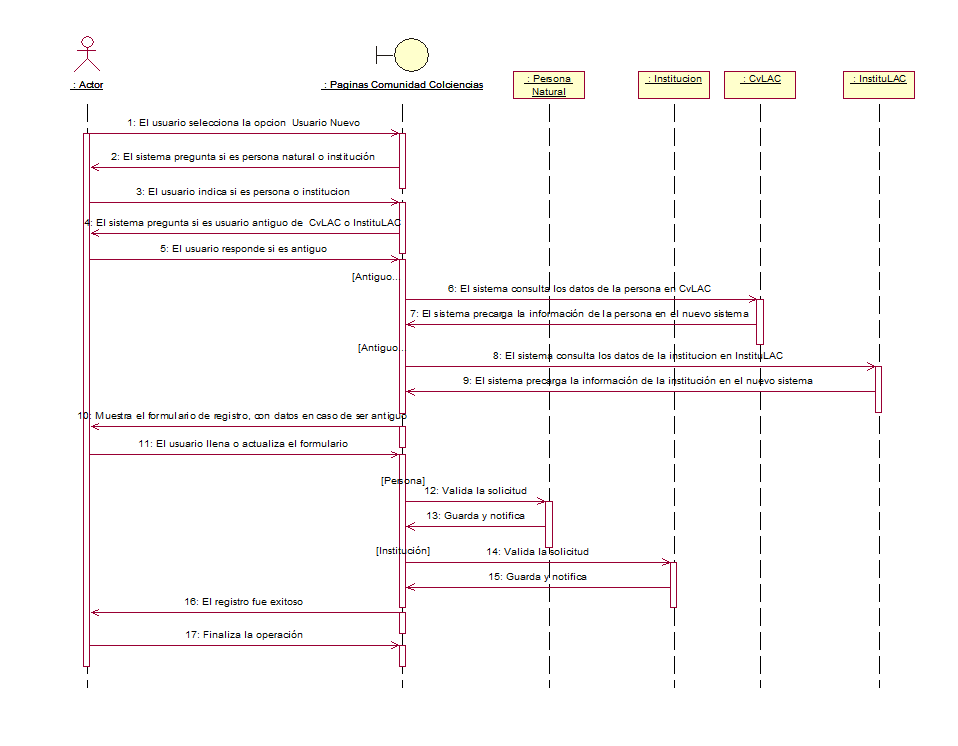 : Actor
: Paginas Comunidad Colciencias
: Persona
Natural
: Institucion
: CvLAC
: InstituLAC
1: El usuario selecciona la opcion Usuario Nuevo
2: El sistema pregunta si es persona natural o institución
3: El usuario indica si es persona o institucion
4: El sistema pregunta si es usuario antiguo de CvLAC o InstituLAC
5: El usuario responde si es antiguo
[Antiguo...
6: El sistema consulta los datos de la persona en CvLAC
7: El sistema precarga la información de la persona en el nuevo sistema
[Antiguo...
8: El sistema consulta los datos de la institucion en InstituLAC
9: El sistema precarga la información de la institución en el nuevo sistema
10: Muestra el formulario de registro, con datos en caso de ser antiguo
11: El usuario llena o actualiza el formulario
[Persona]
12: Valida la solicitud
13: Guarda y notifica
[Institución]
14: Valida la solicitud
15: Guarda y notifica
16: El registro fue exitoso
17: Finaliza la operación